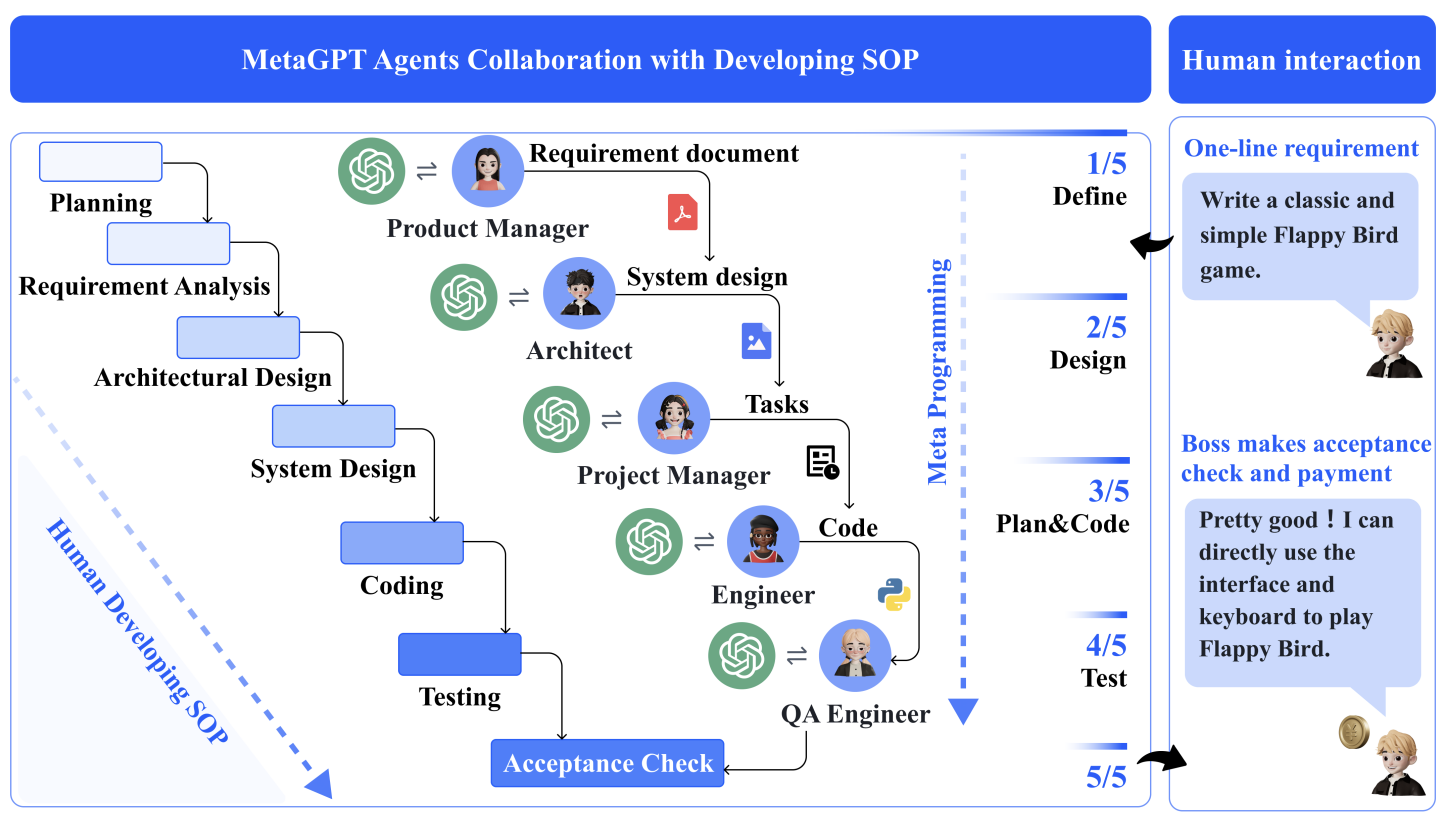 MetaGPT Agents Collaboration with Developing SOP
Human interaction
Planning
Requirement Analysis
Architectural Design
System Design
Coding
Testing
Acceptance Check
Human Developing SOP
Requirement document
Product Manager
System design
Architect
Tasks
Project Manager
Code
Engineer
QA Engineer
Meta Programming
1/5
Define
2/5
Design
3/5
Plan&Code
4/5
Test
5/5
One-line requirement
Write a classic and
simple Flappy Bird
game.
Boss makes acceptance
check and payment
Pretty good！I can
directly use the
interface and
keyboard to play
Flappy Bird.
¥